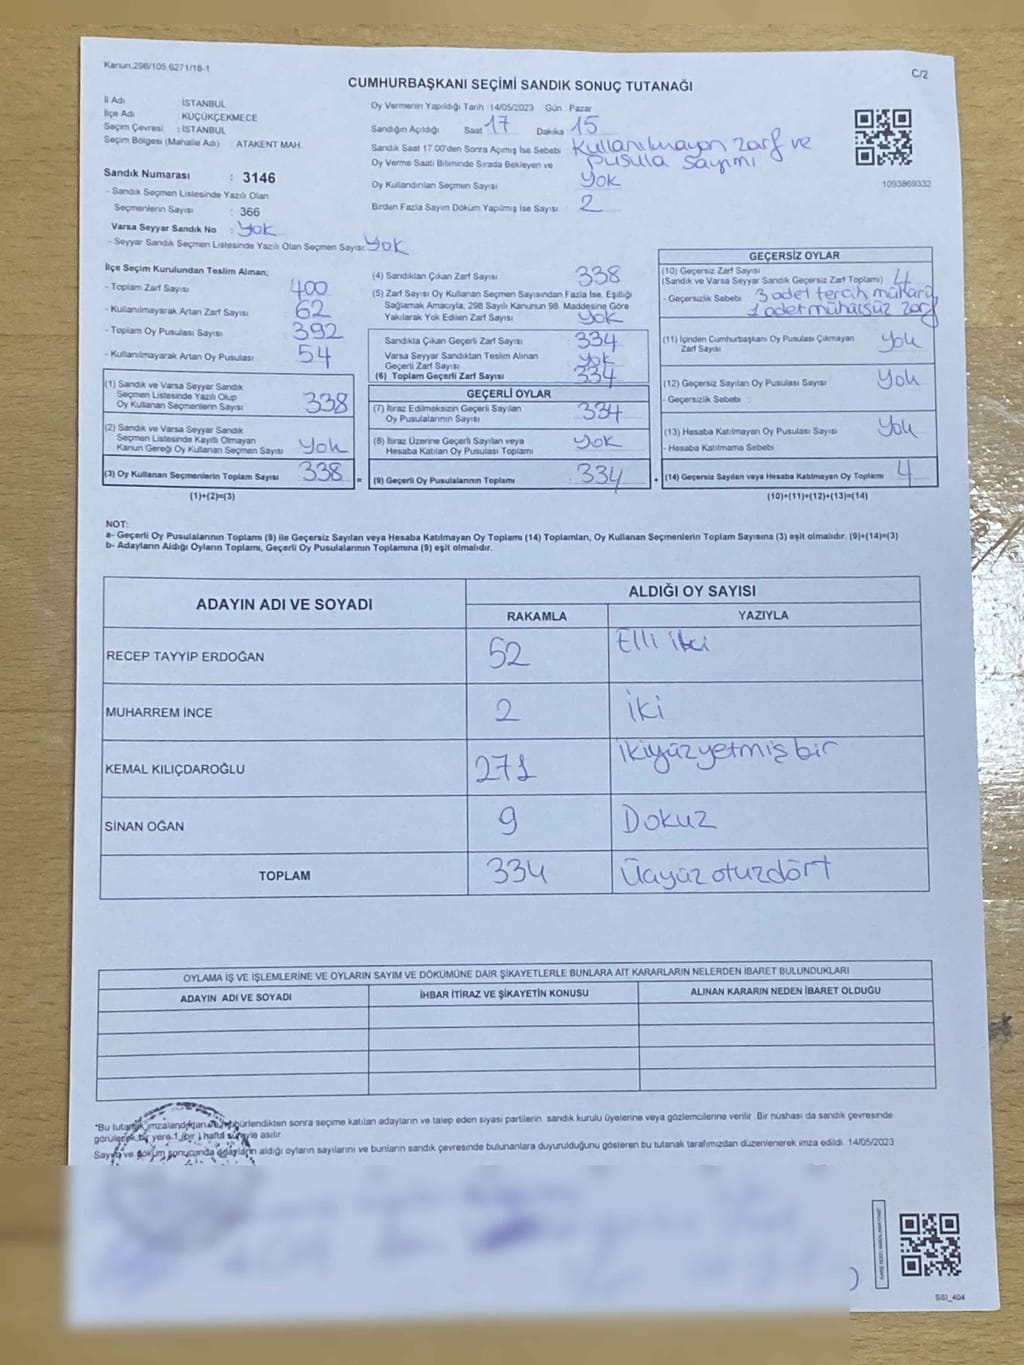 Kanun,298/105,6271/18-1
C/2
CUMHURBAŞKANI SEÇİMİ SANDIK SONUÇ TUTANAĞI
İl Adı İSTANBUL
İlçe Adı KÜÇÜKÇEKMECE
Seçim Çevresi : İSTANBUL
Seçim Bölgesi (Mahalle Adı) ATAKENT MAH.
Sandık Numarası : 3146
- Sandık Seçmen Listesinde Yazılı Olan
Seçmenlerin Sayısı : 366
Varsa Seyyar Sandık No : Yok
- Seyyar Sandık Seçmen Listesinde Yazılı Olan Seçmen Sayısı: Yok
Oy Vermenin Yapıldığı Tarih 14/05/2023 Gün : Pazar
Sandığın Açıldığı Saat 17 Dakika 15
Sandık Saat 17.00'den Sonra Açımış İse Sebebi Kullanılmayan Zarf ve
Oy Verme Saati Bitiminde Sırada Bekleyen ve pusula Sayımı
Oy Kullandırılan Seçmen Sayısı Yok
Birden Fazla Sayım Döküm Yapılmış İse Sayısı 2
1093869332
İlçe Seçim Kurulundan Teslim Alınan;
- Toplam Zarf Sayısı 400
- Kullanılmayarak Artan Zarf Sayısı 62
- Toplam Oy Pusulası Sayısı 392
- Kullanılmayarak Artan Oy Pusulası 54
(1) Sandık ve Varsa Seyyar Sandık
Seçmen Listesinde Yazılı Olup
Oy Kullanan Seçmenlerin Sayısı 338
(2) Sandık ve Varsa Seyyar Sandık
Seçmen Listesinde Kayıtlı Olmayan
Kanun Gereği Oy Kullanan Seçmen Sayısı Yok
(3) Oy Kullanan Seçmenlerin Toplam Sayısı 338 =
(1)+(2)=(3)
(4) Sandıktan Çıkan Zarf Sayısı 338
(5) Zarf Sayısı Oy Kullanan Seçmen Sayısından Fazla İse, Eşitliği
Sağlamak Amacıyla, 298 Sayılı Kanunun 98. Maddesine Göre
Yakılarak Yok Edilen Zarf Sayısı Yok
Sandıkta Çıkan Geçerli Zarf Sayısı 334
Varsa Seyyar Sandıktan Teslim Alınan
Geçerli Zarf Sayısı Yok
(6) Toplam Geçerli Zarf Sayısı 334
GEÇERLİ OYLAR
(7) İtiraz Edilmeksizin Geçerli Sayılan
Oy Pusulalarının Sayısı 334
(8) İtiraz Üzerine Geçerli Sayılan veya
Hesaba Katılan Oy Pusulası Toplamı Yok
(9) Geçerli Oy Pusulalarının Toplamı 334 +
GEÇERSİZ OYLAR
(10) Geçersiz Zarf Sayısı
(Sandık ve Varsa Seyyar Sandık Geçersiz Zarf Toplamı) 4
- Geçersizlik Sebebi 3 adet tercih mühürü
1 adet mühürsüz zarf
(11) İçinden Cumhurbaşkanı Oy Pusulası Çıkmayan
Zarf Sayısı Yok
(12) Geçersiz Sayılan Oy Pusulası Sayısı Yok
- Geçersizlik Sebebi
(13) Hesaba Katılmayan Oy Pusulası Sayısı Yok
- Hesaba Katılmama Sebebi
(14) Geçersiz Sayılan veya Hesaba Katılmayan Oy Toplamı 4
(10)+(11)+(12)+(13)=(14)
NOT:
a- Geçerli Oy Pusulalarının Toplamı (9) ile Geçersiz Sayılan veya Hesaba Katılmayan Oy Toplamı (14) Toplamları, Oy Kullanan Seçmenlerin Toplam Sayısına (3) eşit olmalıdır. (9)+(14)=(3)
b- Adayların Aldığı Oyların Toplamı, Geçerli Oy Pusulalarının Toplamına (9) eşit olmalıdır.
ADAYIN ADI VE SOYADI
ALDIĞI OY SAYISI
RAKAMLA YAZIYLA
RECEP TAYYİP ERDOĞAN 52 Elli iki
MUHARREM İNCE 2 iki
KEMAL KILIÇDAROĞLU 271 ikiyüzyetmiş bir
SİNAN OĞAN 9 Dokuz
TOPLAM 334 Üçyüz otuzdört
OYLAMA İŞ VE İŞLEMLERİNE VE OYLARIN SAYIM VE DÖKÜMÜNE DAİR ŞİKAYETLERLE BUNLARA AİT KARARLARIN NELERDEN İBARET BULUNDUKLARI
ADAYIN ADI VE SOYADI İHBAR İTİRAZ VE ŞİKAYETİN KONUSU ALINAN KARARIN NEDEN İBARET OLDUĞU
*Bu tutanak imzalandıktan mühürlendikten sonra seçime katılan adayların ve talep eden siyasi partilerin sandık kurulu üyelerine veya gözlemcilerine verilir. Bir nüshası da sandık çevresinde
görülecek bir yere 1 (bir) hafta süreyle asılır.
Sayım ve döküm sonucunda adayların aldığı oyların sayılarını ve bunların sandık çevresinde bulunanlara duyurulduğunu gösteren bu tutanak tarafımızdan düzenlenerek imza edildi. 14/05/2023
SS1_404